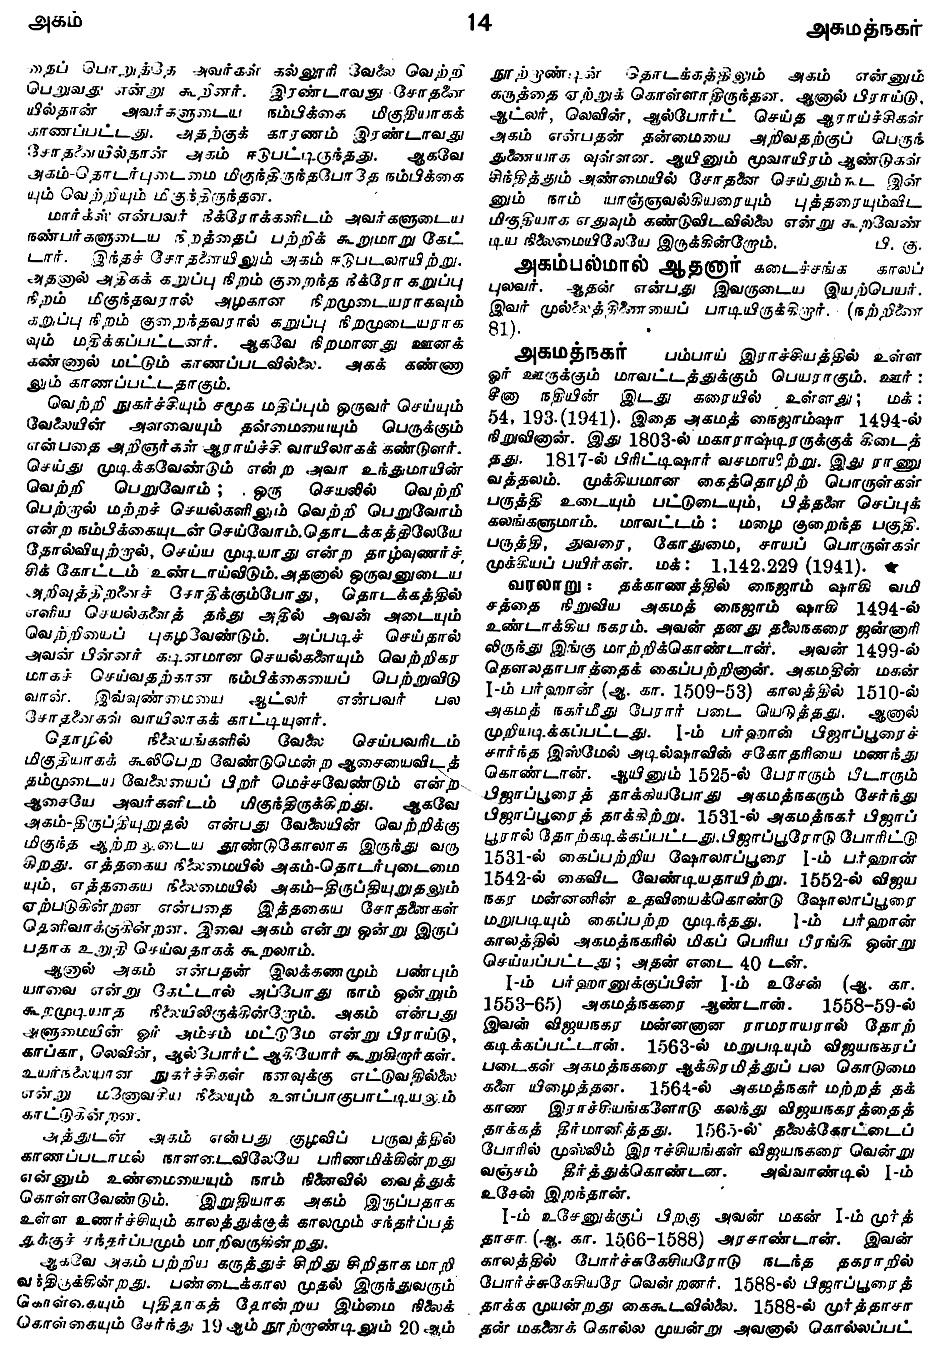 அகம்
14
அகமத்நகர்
தைப் பொறுத்தே அவர்கள் கல்லூரி வேலை வெற்றி
பெறுவது என்று கூறினர். இரண்டாவது சோதனை
யில்தான் அவர்களுடைய நம்பிக்கை மிகுதியாகக்
காணப்பட்டது. அதற்குக் காரணம் இரண்டாவது
சோதனையில்தான் அகம் ஈடுபட்டிருந்தது. ஆகவே
அகம்-தொடர்புடைமை மிகுந்திருந்தபோதே நம்பிக்கை
யும் வெற்றியும் மிகுந்திருந்தன.
மார்க்ஸ் என்பவர் நீக்ரோக்களிடம் அவர்களுடைய
நண்பர்களுடைய நிறத்தைப் பற்றிக் கூறுமாறு கேட்
டார். இந்தச் சோதனையிலும் அகம் ஈடுபடலாயிற்று.
அதனால் அதிகக் கறுப்பு நிறம் குறைந்த நீக்ரோ கறுப்பு
நிறம் மிகுந்தவரால் அழகான நிறமுடையராகவும்
கறுப்பு நிறம் குறைந்தவரால் கறுப்பு நிறமுடையராக
வும் மதிக்கப்பட்டனர். ஆகவே நிறமானது ஊனக்
கண்ணால் மட்டும் காணப்படவில்லை. அகக் கண்ணா
லும் காணப்பட்டதாகும்.
வெற்றி நுகர்ச்சியும் சமூக மதிப்பும் ஒருவர் செய்யும்
வேலையின் அளவையும் தன்மையையும் பெருக்கும்
என்பதை அறிஞர்கள் ஆராய்ச்சி வாயிலாகக் கண்டுளர்.
செய்து முடிக்கவேண்டும் என்ற அவா உந்துமாயின்
வெற்றி பெறுவோம் ; ஒரு செயலில் வெற்றி
பெற்றால் மற்றச் செயல்களிலும் வெற்றி பெறுவோம்
என்ற நம்பிக்கையுடன் செய்வோம்.தொடக்கத்திலேயே
தோல்வியுற்றால், செய்ய முடியாது என்ற தாழ்வுணர்ச்
சிக் கோட்டம் உண்டாய்விடும்.அதனால் ஒருவனுடைய
அறிவுத்திறனைச் சோதிக்கும்போது, தொடக்கத்தில்
எளிய செயல்களைத் தந்து அதில் அவன் அடையும்
வெற்றியைப் புகழவேண்டும். அப்படிச் செய்தால்
அவன் பின்னர் கடினமான செயல்களையும் வெற்றிகர
மாகச் செய்வதற்கான நம்பிக்கையைப் பெற்றுவிடு
வான். இவ்வுண்மையை ஆட்லர் என்பவர் பல
சோதனைகள் வாயிலாகக் காட்டியுளர்.
தொழில் நிலையங்களில் வேலை செய்பவரிடம்
மிகுதியாகக் கூலிபெற வேண்டுமென்ற ஆசையைவிடத்
தம்முடைய வேலையைப் பிறர் மெச்சவேண்டும் என்ற
ஆசையே அவர்களிடம் மிகுந்திருக்கிறது. ஆகவே
அகம்-திருப்தியுறுதல் என்பது வேலையின் வெற்றிக்கு
மிகுந்த ஆற்றலுடைய தூண்டுகோலாக இருந்து வரு
கிறது. எத்தகைய நிலைமையில் அகம்-தொடர்புடைமை
யும், எத்தகைய நிலைமையில் அகம்-திருப்தியுறுதலும்
ஏற்படுகின்றன என்பதை இத்தகைய சோதனைகள்
தெளிவாக்குகின்றன. இவை அகம் என்று ஒன்று இருப்
பதாக உறுதி செய்வதாகக் கூறலாம்.
ஆனால் அகம் என்பதன் இலக்கணமும் பண்பும்
யாவை என்று கேட்டால் அப்போது நாம் ஒன்றும்
கூறமுடியாத நிலையிலிருக்கின்றோம். அகம் என்பது
ஆளுமையின் ஓர் அம்சம் மட்டுமே என்று பிராய்டு,
காப்கா, லெவின், ஆல்போர்ட் ஆகியோர் கூறுகிறார்கள்.
உயர்நிலையான நுகர்ச்சிகள் நனவுக்கு எட்டுவதில்லை
என்று மனோவசிய நிலையும் உளப்பாகுபாட்டியலும்
காட்டுகின்றன.
அத்துடன் அகம் என்பது குழவிப் பருவத்தில்
காணப்படாமல் நாளடைவிலேயே பரிணமிக்கின்றது
என்னும் உண்மையையும் நாம் நினைவில் வைத்துக்
கொள்ளவேண்டும். இறுதியாக அகம் இருப்பதாக
உள்ள உணர்ச்சியும் காலத்துக்குக் காலமும் சந்தர்ப்பத்
துக்குச் சந்தர்ப்பமும் மாறிவருகின்றது.
ஆகவே அகம் பற்றிய கருத்துச் சிறிது சிறிதாக மாறி
வந்திருக்கின்றது. பண்டைக்கால முதல் இருந்துவரும்
கொள்கையும் புதிதாகத் தோன்றிய இம்மை நிலைக்
கொள்கையும் சேர்ந்து 19 ஆம் நூற்றாண்டிலும் 20 ஆம்
நூற்றாண்டின் தொடக்கத்திலும் அகம் என்னும்
கருத்தை ஏற்றுக் கொள்ளாதிருந்தன. ஆனால் பிராய்டு,
ஆட்லர், லெவின், ஆல்போர்ட் செய்த ஆராய்ச்சிகள்
அகம் என்பதன் தன்மையை அறிவதற்குப் பெருந்
துணையாக வுள்ளன. ஆயினும் மூவாயிரம் ஆண்டுகள்
சிந்தித்தும் அண்மையில் சோதனை செய்தும்கூட இன்
னும் நாம் யாஞ்ஞவல்கியரையும் புத்தரையும்விட
மிகுதியாக எதுவும் கண்டுவிடவில்லை என்று கூறவேண்
டிய நிலைமையிலேயே இருக்கின்றோம். பி. கு.
அகம்பல்மால் ஆதனார் கடைச்சங்க காலப்
புலவர். ஆதன் என்பது இவருடைய இயற்பெயர்.
இவர் முல்லைத்திணையைப் பாடியிருக்கிறார். (நற்றிணை
81).
அகமத்நகர் பம்பாய் இராச்சியத்தில் உள்ள
ஓர் ஊருக்கும் மாவட்டத்துக்கும் பெயராகும். ஊர் :
சீனா நதியின் இடது கரையில் உள்ளது ; மக் :
54, 193.(1941). இதை அகமத் நைஜாம்ஷா 1494-ல்
நிறுவினான். இது 1803-ல் மகாராஷ்டிரருக்குக் கிடைத்
தது. 1817-ல் பிரிட்டிஷார் வசமாயிற்று. இது ராணு
வத்தலம். முக்கியமான கைத்தொழிற் பொருள்கள்
பருத்தி உடையும் பட்டுடையும், பித்தளை செப்புக்
கலங்களுமாம். மாவட்டம் : மழை குறைந்த பகுதி.
பருத்தி, துவரை, கோதுமை, சாயப் பொருள்கள்
முக்கியப் பயிர்கள். மக் : 1,142.229 (1941). ★
வரலாறு : தக்காணத்தில் நைஜாம் ஷாகி வமி
சத்தை நிறுவிய அகமத் நைஜாம் ஷாகி 1494-ல்
உண்டாக்கிய நகரம். அவன் தனது தலைநகரை ஜன்னாரி
லிருந்து இங்கு மாற்றிக்கொண்டான். அவன் 1499-ல்
தௌலதாபாத்தைக் கைப்பற்றினான். அகமதின் மகன்
I-ம் பர்ஹான் (ஆ. கா. 1509-53) காலத்தில் 1510-ல்
அகமத் நகர்மீது பேரார் படை யெடுத்தது. ஆனால்
முறியடிக்கப்பட்டது. I-ம் பர்ஹான் பிஜாப்பூரைச்
சார்ந்த இஸ்மேல் அடில்ஷாவின் சகோதரியை மணந்து
கொண்டான். ஆயினும் 1525-ல் பேராரும் பீடாரும்
பிஜாப்பூரைத் தாக்கியபோது அகமத்நகரும் சேர்ந்து
பிஜாப்பூரைத் தாக்கிற்று. 1531-ல் அகமத்நகர் பிஜாப்
பூரால் தோற்கடிக்கப்பட்டது.பிஜாப்பூரோடு போரிட்டு
1531-ல் கைப்பற்றிய ஷோலாப்பூரை I-ம் பர்ஹான்
1542-ல் கைவிட வேண்டியதாயிற்று. 1552-ல் விஜய
நகர மன்னனின் உதவியைக்கொண்டு ஷோலாப்பூரை
மறுபடியும் கைப்பற்ற முடிந்தது. I-ம் பர்ஹான்
காலத்தில் அகமத்நகரில் மிகப் பெரிய பீரங்கி ஒன்று
செய்யப்பட்டது ; அதன் எடை 40 டன்.
I-ம் பர்ஹானுக்குப்பின் I-ம் உசேன் (ஆ. கா.
1553-65) அகமத்நகரை ஆண்டான். 1558-59-ல்
இவன் விஜயநகர மன்னனான ராமராயரால் தோற்
கடிக்கப்பட்டான். 1563-ல் மறுபடியும் விஜயநகரப்
படைகள் அகமத்நகரை ஆக்கிரமித்துப் பல கொடுமை
களை யிழைத்தன. 1564-ல் அகமத்நகர் மற்றத் தக்
காண இராச்சியங்களோடு கலந்து விஜயநகரத்தைத்
தாக்கத் தீர்மானித்தது. 1565-ல் தலைக்கோட்டைப்
போரில் முஸ்லிம் இராச்சியங்கள் விஜயநகரை வென்று
வஞ்சம் தீர்த்துக்கொண்டன. அவ்வாண்டில் I-ம்
உசேன் இறந்தான்.
I-ம் உசேனுக்குப் பிறகு அவன் மகன் I-ம் முர்த்
தாசா (ஆ. கா. 1566-1588) அரசாண்டான். இவன்
காலத்தில் போர்ச்சுகேசியரோடு நடந்த தகராறில்
போர்ச்சுகேசியரே வென்றனர். 1588-ல் பிஜாப்பூரைத்
தாக்க முயன்றது கைகூடவில்லை. 1588-ல் முர்த்தாசா
தன் மகனைக் கொல்ல முயன்று அவனால் கொல்லப்பட்